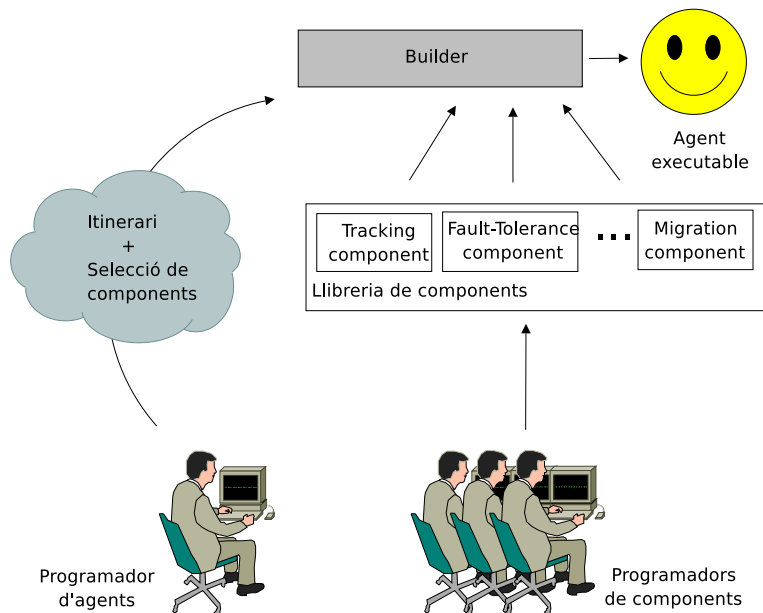 Builder
Agent
executable
Itinerari
+
Selecció de
components
Tracking
component
Fault-Tolerance
component
Migration
component
Llibreria de components
Programador
d'agents
Programadors
de components